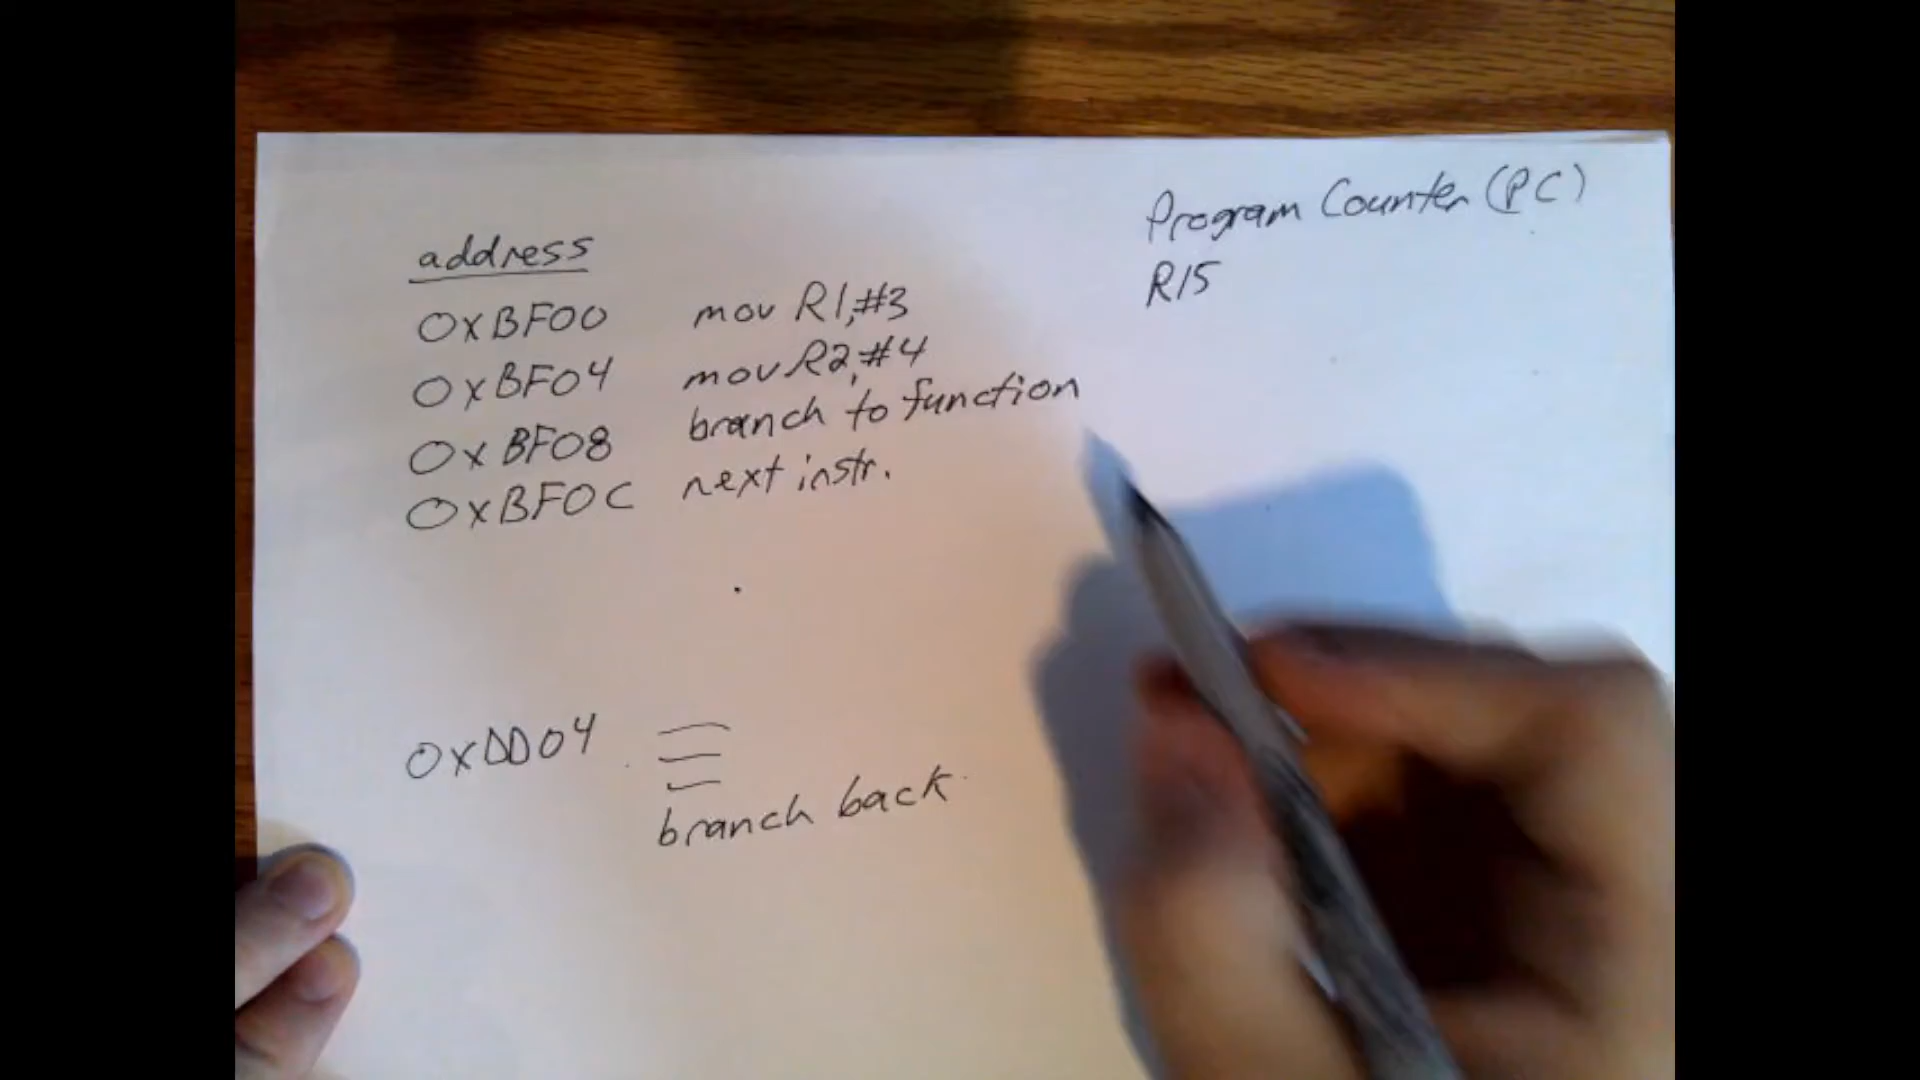 address
0xBF00 mov R1,#3
0xBF04 mov R2,#4
0xBF08 branch to function
0xBF0C next instr.
0xDD04
branch back
Program Counter (PC)
R15